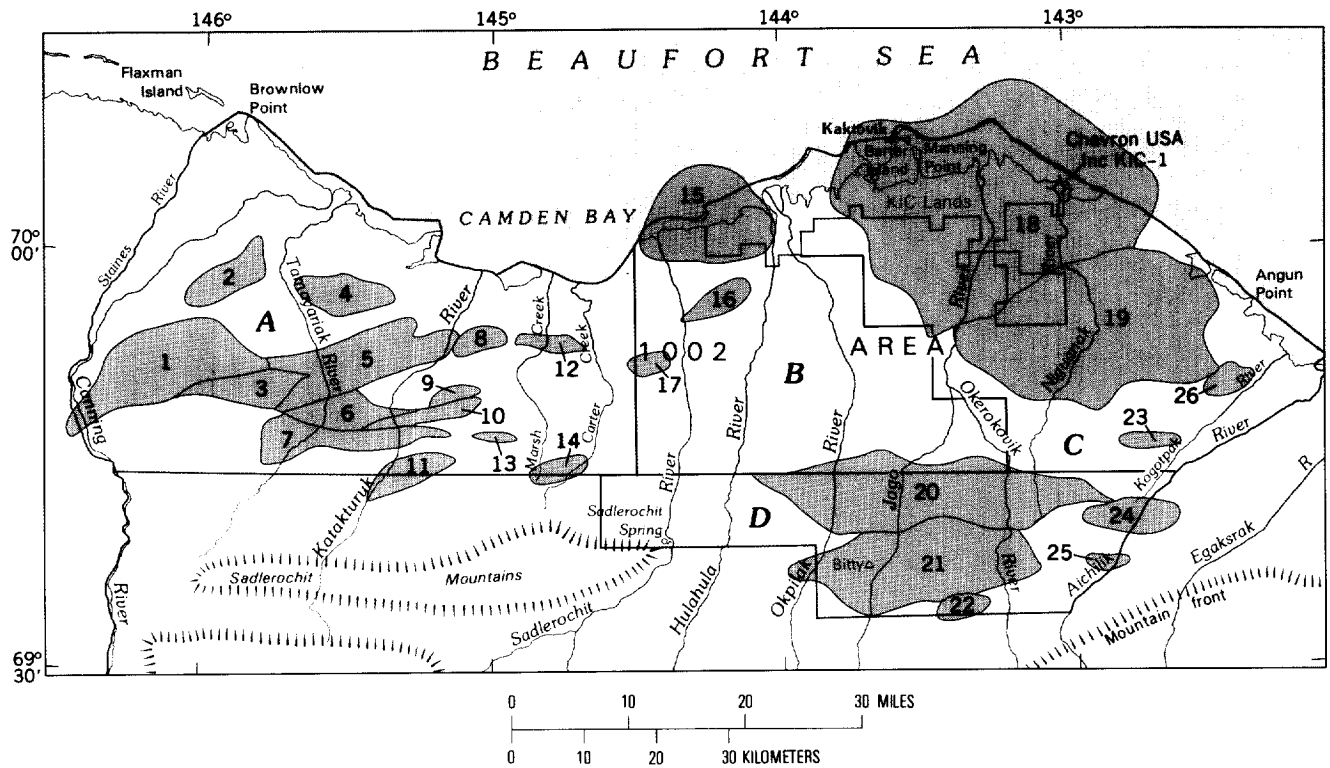 146°
145°
144°
143°
BEAUFORT SEA
Flaxman
Island
Brownlow
Point
Kaktovik
Barter
Island
Manning
Point
Chevron USA
Inc KIC-1
KIC Lands
CAMDEN BAY
70°
00'
Staines
River
Tamayariak
River
River
Creek
Creek
Angun
Point
15
18
2
4
A
16
19
1
5
8
12
1002
AREA
River
River
Niguanak
3
9
17
B
26
River
6
10
Okerokovik
23
River
Canning
7
13
Marsh
14
Carter
River
River
River
C
Kogotpak
R
11
Katakturuk
20
Jago
Sadlerochit
Spring
D
24
Egaksrak
River
Sadlerochit
Mountains
Bitty
21
25
Aichilik
River
22
Sadlerochit
Hulahula
Okpilak
Mountain
front
69°
30'
0 10 20 30 MILES
0 10 20 30 KILOMETERS